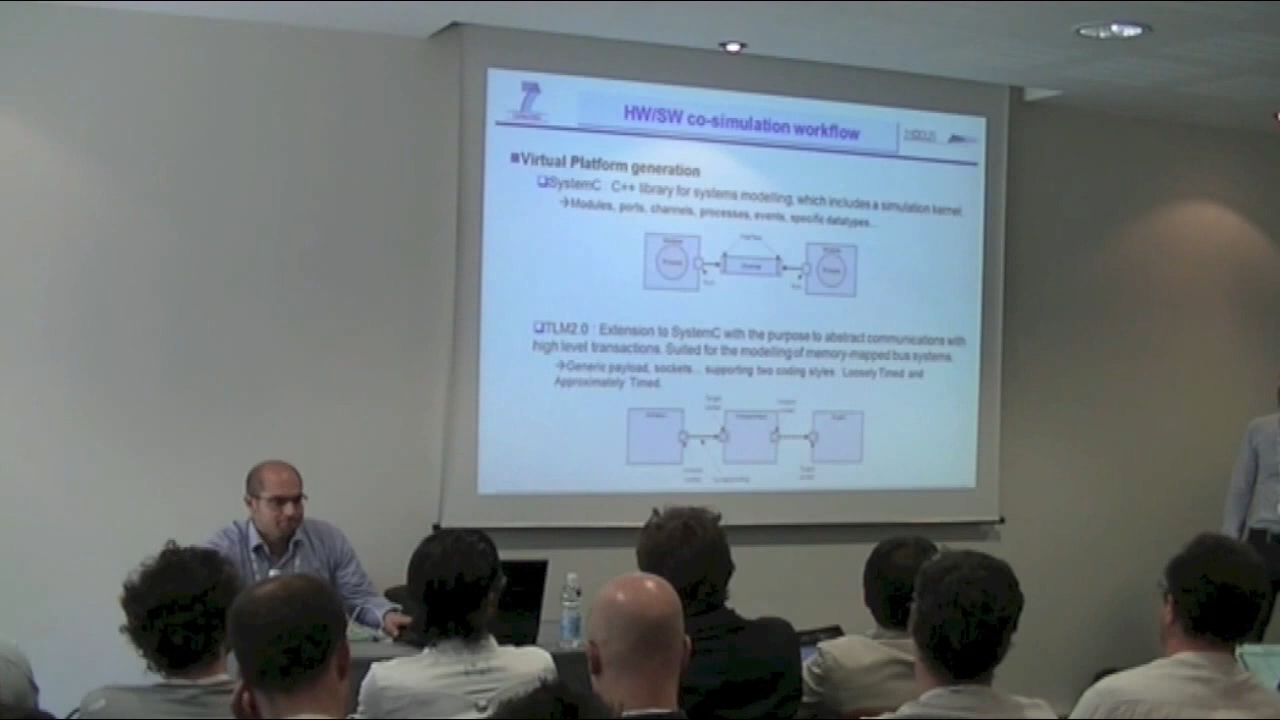 HW/SW co-simulation workflow
Virtual Platform generation
SystemC : C++ library for systems modelling, which includes a simulation kernel
→Modules, ports, channels, processes, events, specific datatypes...
TLM2.0 : Extension to SystemC with the purpose to abstract communications with
high level transactions. Suited for the modelling of memory-mapped bus systems.
→Generic payload, sockets... supporting two coding styles : Loosely Timed and
Approximately Timed.